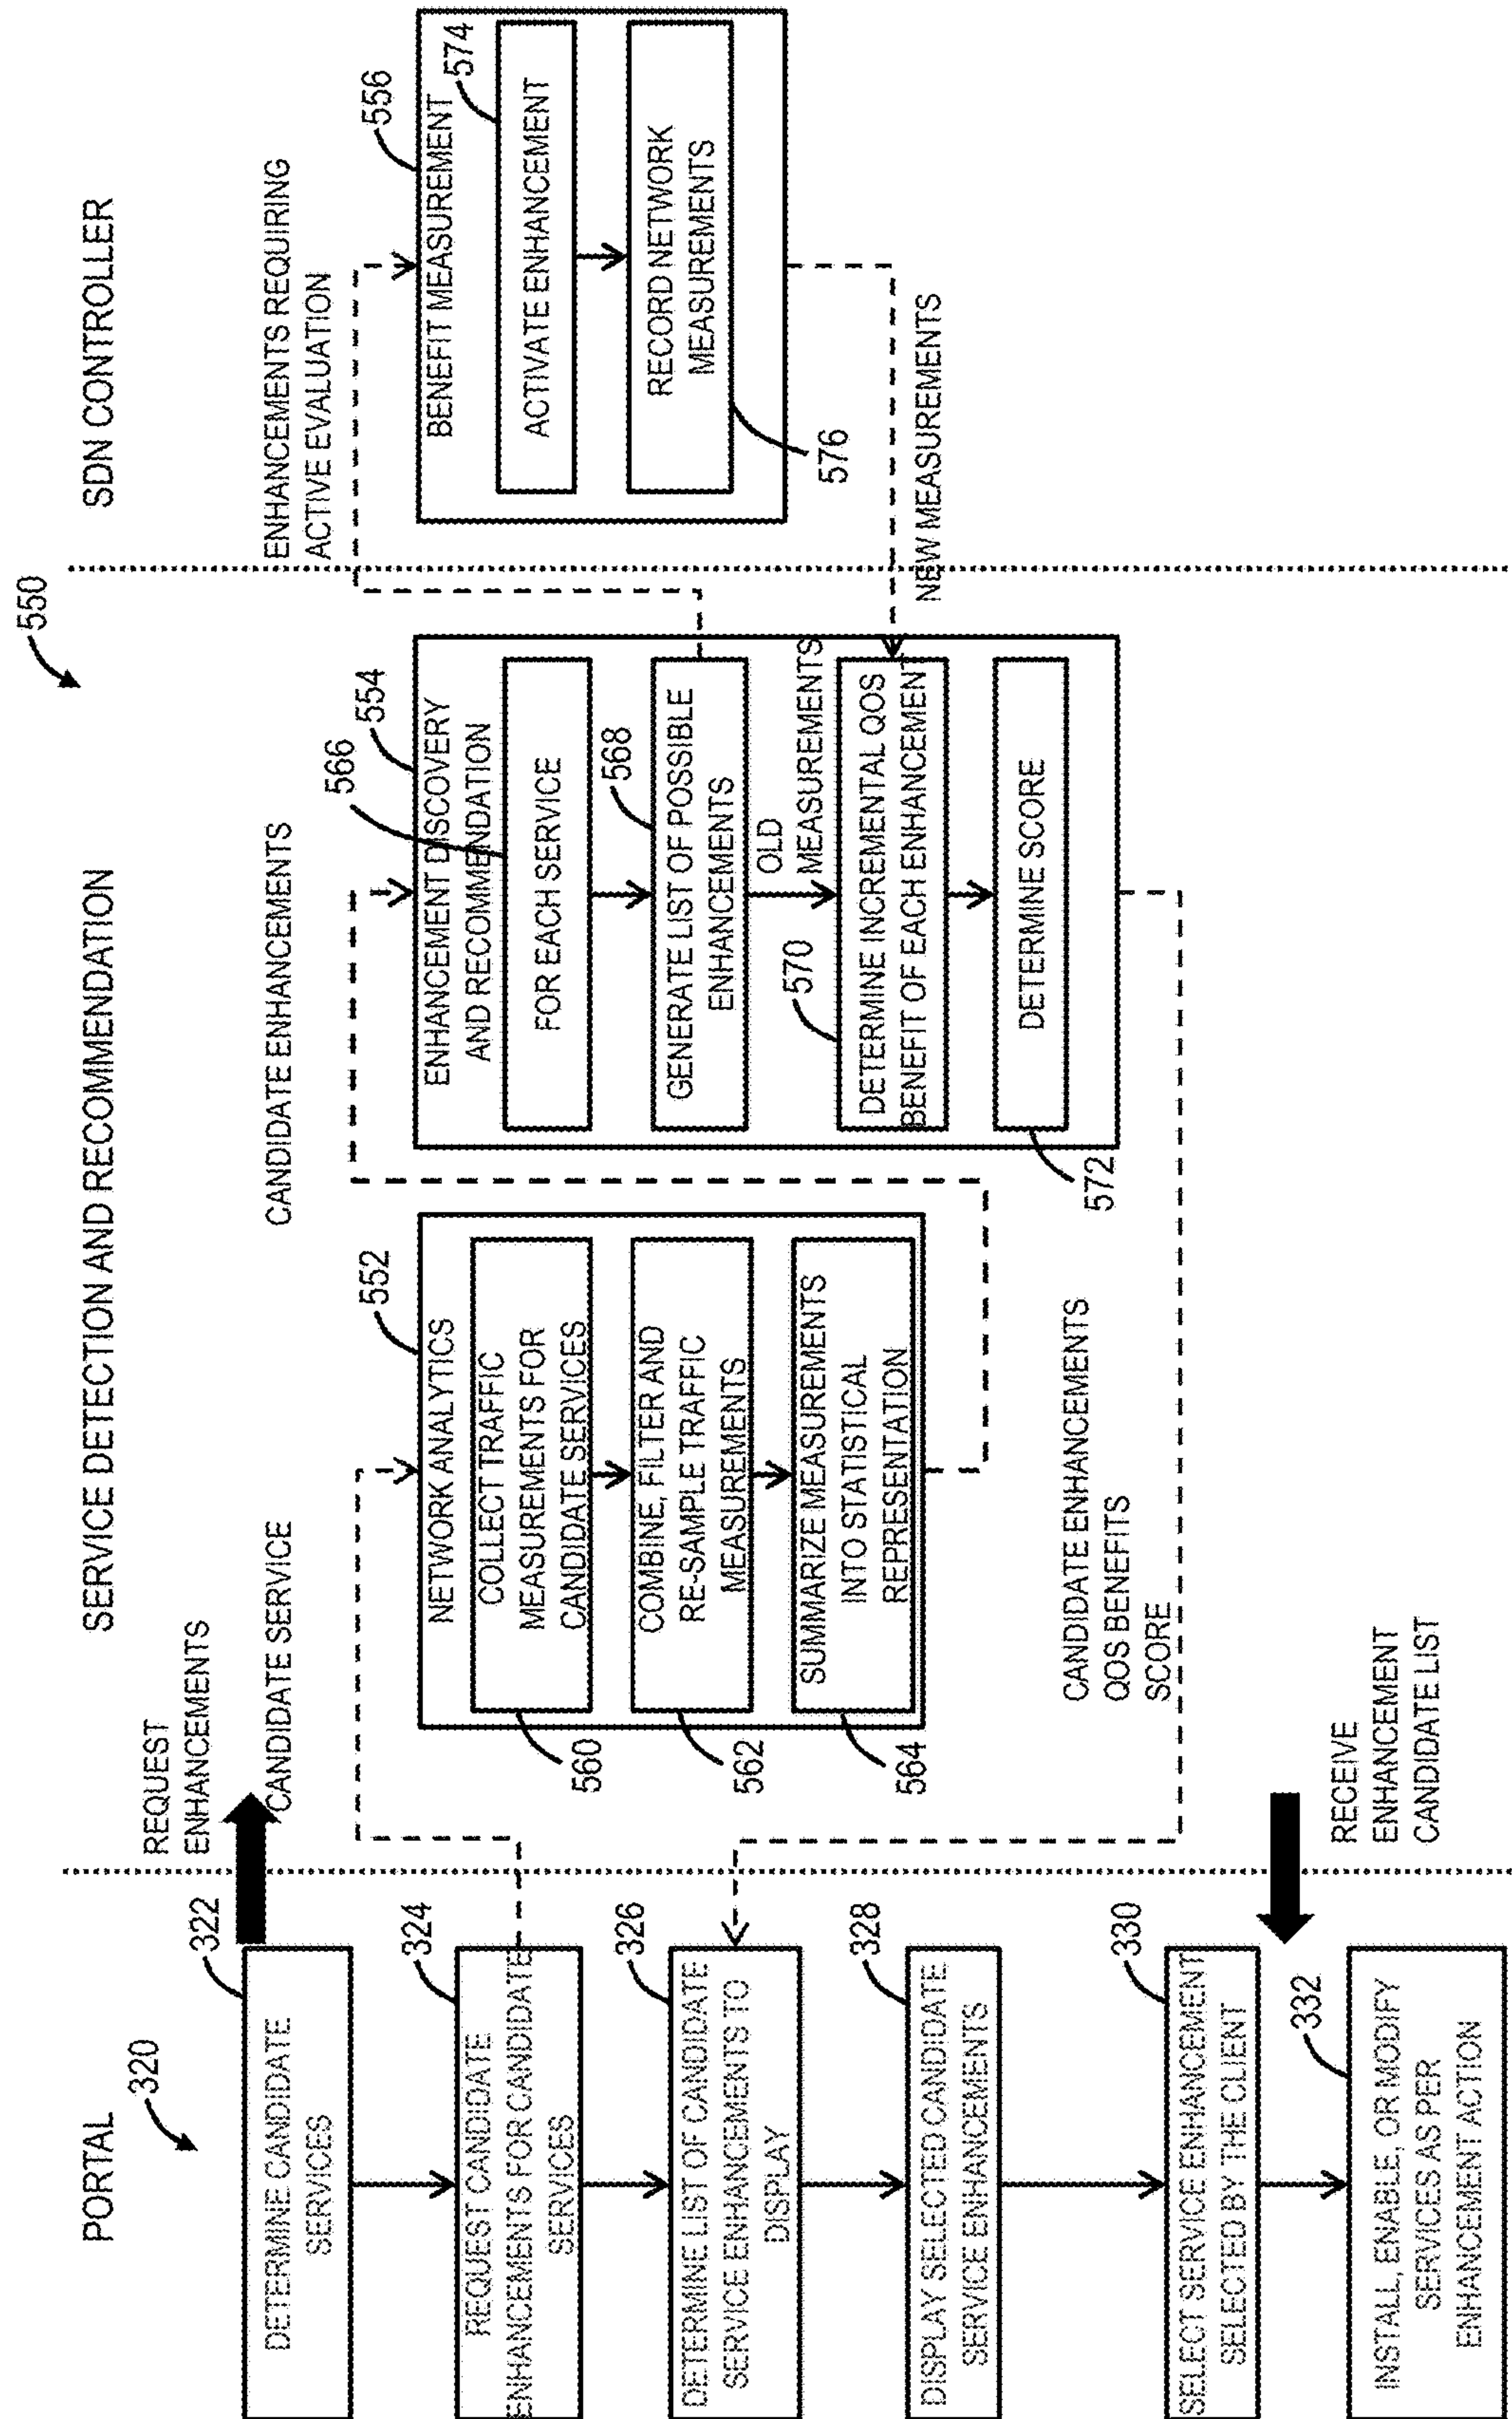 550
PORTAL
320
DETERMINE CANDIDATE
SERVICES
322
REQUEST CANDIDATE
ENHANCEMENTS FOR CANDIDATE
SERVICES
324
DETERMINE LIST OF CANDIDATE
SERVICE ENHANCEMENTS TO
DISPLAY
326
DISPLAY SELECTED CANDIDATE
SERVICE ENHANCEMENTS
328
SELECT SERVICE ENHANCEMENT
SELECTED BY THE CLIENT
330
INSTALL, ENABLE, OR MODIFY
SERVICES AS PER
ENHANCEMENT ACTION
332
REQUEST
ENHANCEMENTS
CANDIDATE SERVICE
RECEIVE
ENHANCEMENT
CANDIDATE LIST
SERVICE DETECTION AND RECOMMENDATION
552
NETWORK ANALYTICS
COLLECT TRAFFIC
MEASUREMENTS FOR
CANDIDATE SERVICES
560
COMBINE, FILTER AND
RE-SAMPLE TRAFFIC
MEASUREMENTS
562
SUMMARIZE MEASUREMENTS
INTO STATISTICAL
REPRESENTATION
564
CANDIDATE ENHANCEMENTS
QOS BENEFITS
SCORE
CANDIDATE ENHANCEMENTS
554
ENHANCEMENT DISCOVERY
AND RECOMMENDATION
566
FOR EACH SERVICE
568
GENERATE LIST OF POSSIBLE
ENHANCEMENTS
OLD
MEASUREMENTS
570
DETERMINE INCREMENTAL QOS
BENEFIT OF EACH ENHANCEMENT
DETERMINE SCORE
572
SDN CONTROLLER
ENHANCEMENTS REQUIRING
ACTIVE EVALUATION
556
BENEFIT MEASUREMENT
574
ACTIVATE ENHANCEMENT
RECORD NETWORK
MEASUREMENTS
576
NEW MEASUREMENTS